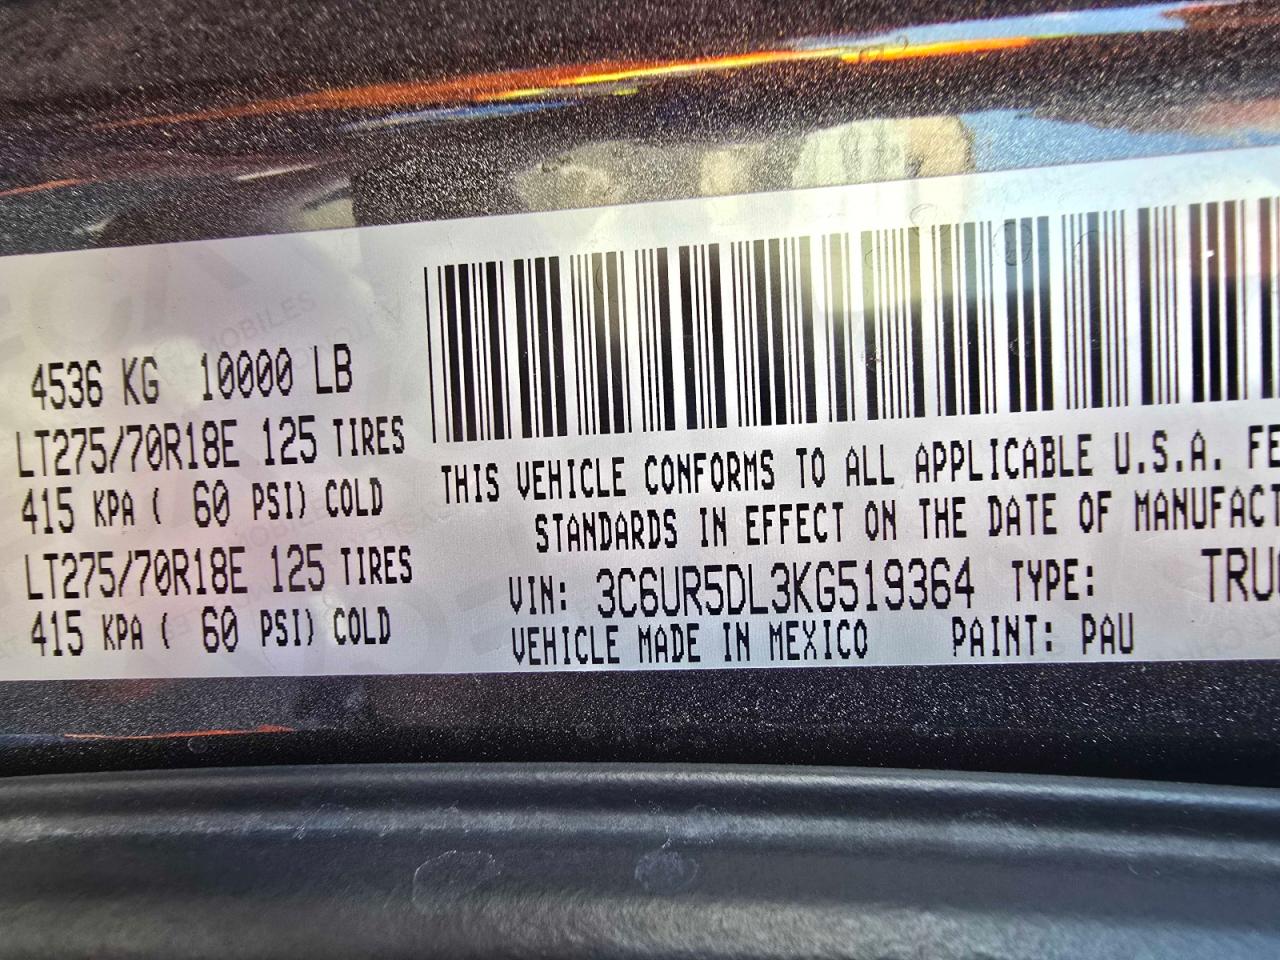 4536 KG 10000 LB
LT275/70R18E 125 TIRES
415 KPA ( 60 PSI) COLD
LT275/70R18E 125 TIRES
415 KPA ( 60 PSI) COLD
THIS VEHICLE CONFORMS TO ALL APPLICABLE U.S.A. FE
STANDARDS IN EFFECT ON THE DATE OF MANUFACT
VIN: 3C6UR5DL3KG519364 TYPE: TRU
VEHICLE MADE IN MEXICO PAINT: PAU